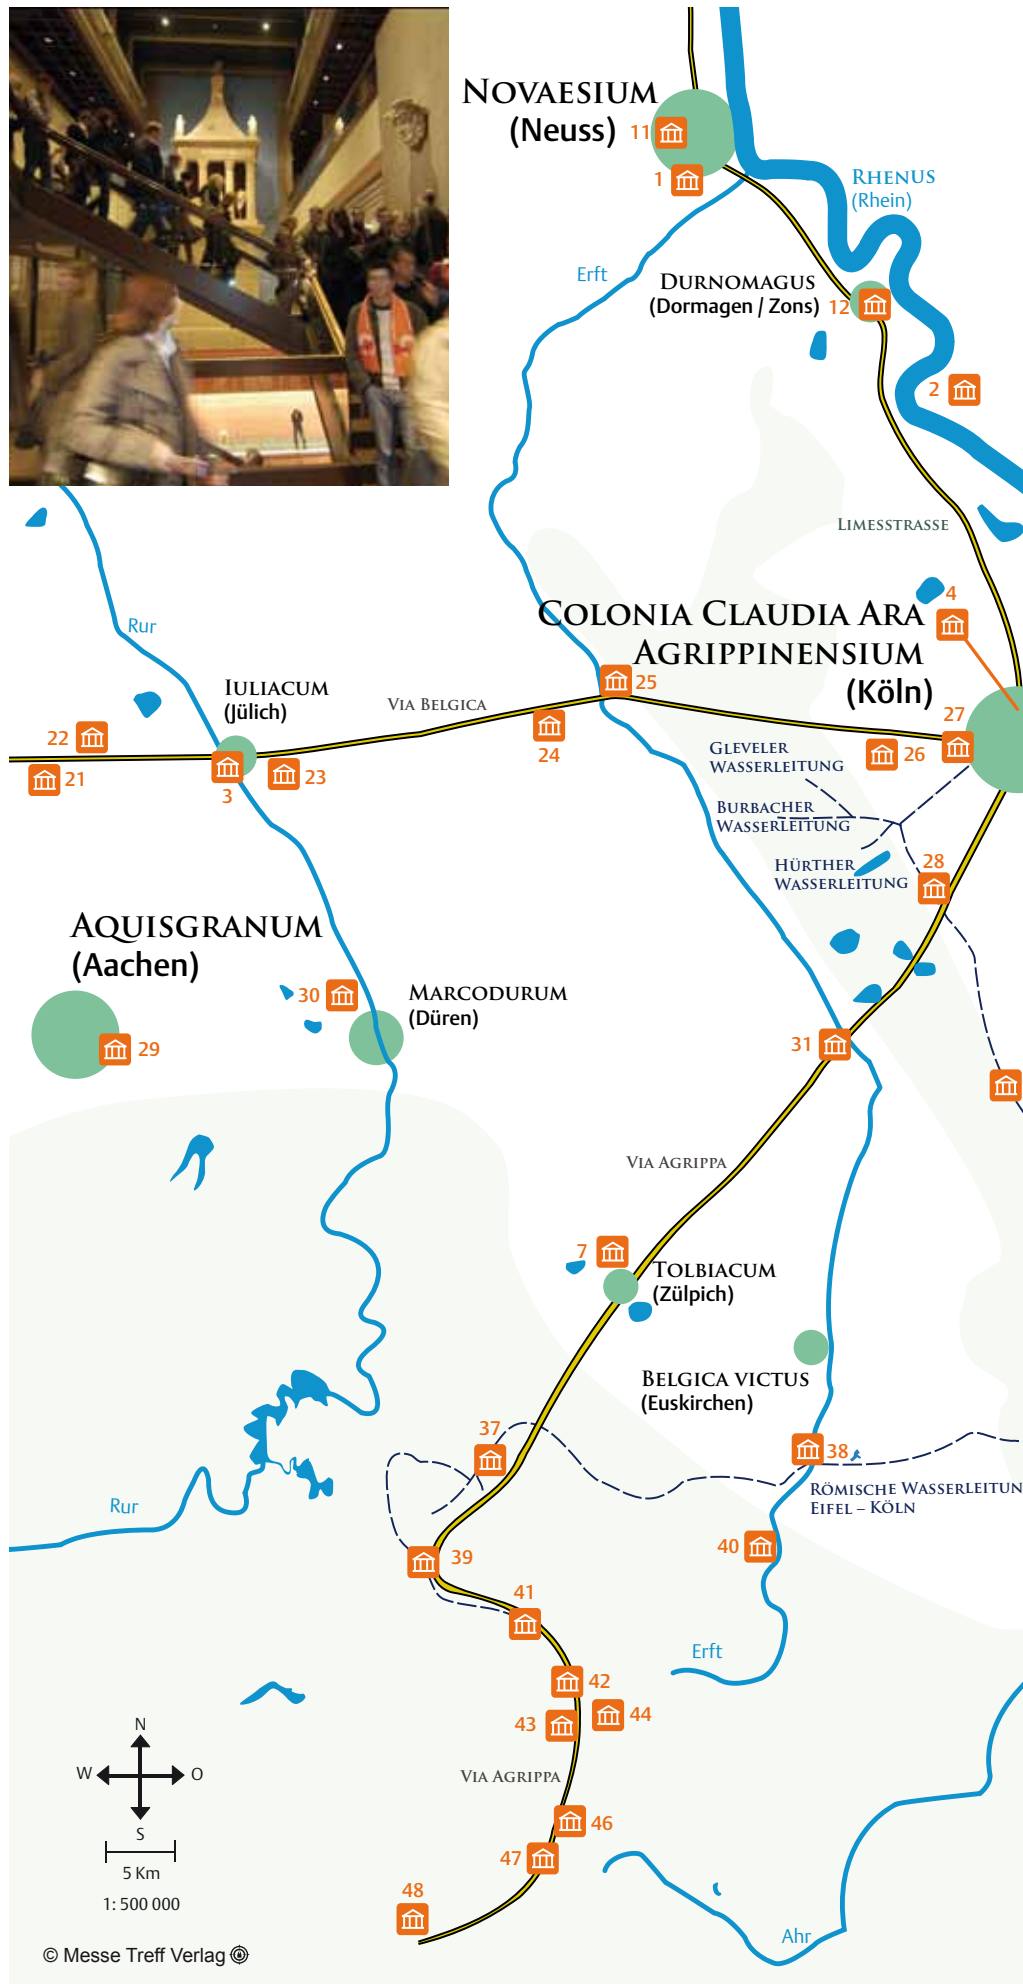 NOVAESIUM
(Neuss)
11
1
RHENUS
(Rhein)
Erft
DURNOMAGUS
(Dormagen / Zons)
12
2
LIMESSTRASSE
4
COLONIA CLAUDIA ARA
AGRIPPINENSIUM
(Köln)
Rur
IULIACUM
(Jülich)
VIA BELGICA
25
22
21
3
23
24
26
27
GLEVELER
WASSERLEITUNG
BURBACHER
WASSERLEITUNG
HÜRTHER
WASSERLEITUNG
28
AQUISGRANUM
(Aachen)
29
30
MARCODURUM
(Düren)
31
VIA AGRIPPA
7
TOLBIACUM
(Zülpich)
BELGICA VICTUS
(Euskirchen)
37
38
RÖMISCHE WASSERLEITUN
EIFEL – KÖLN
Rur
39
40
41
Erft
42
43
44
VIA AGRIPPA
46
47
48
Ahr
N
W
O
S
5 Km
1: 500 000
© Messe Treff Verlag